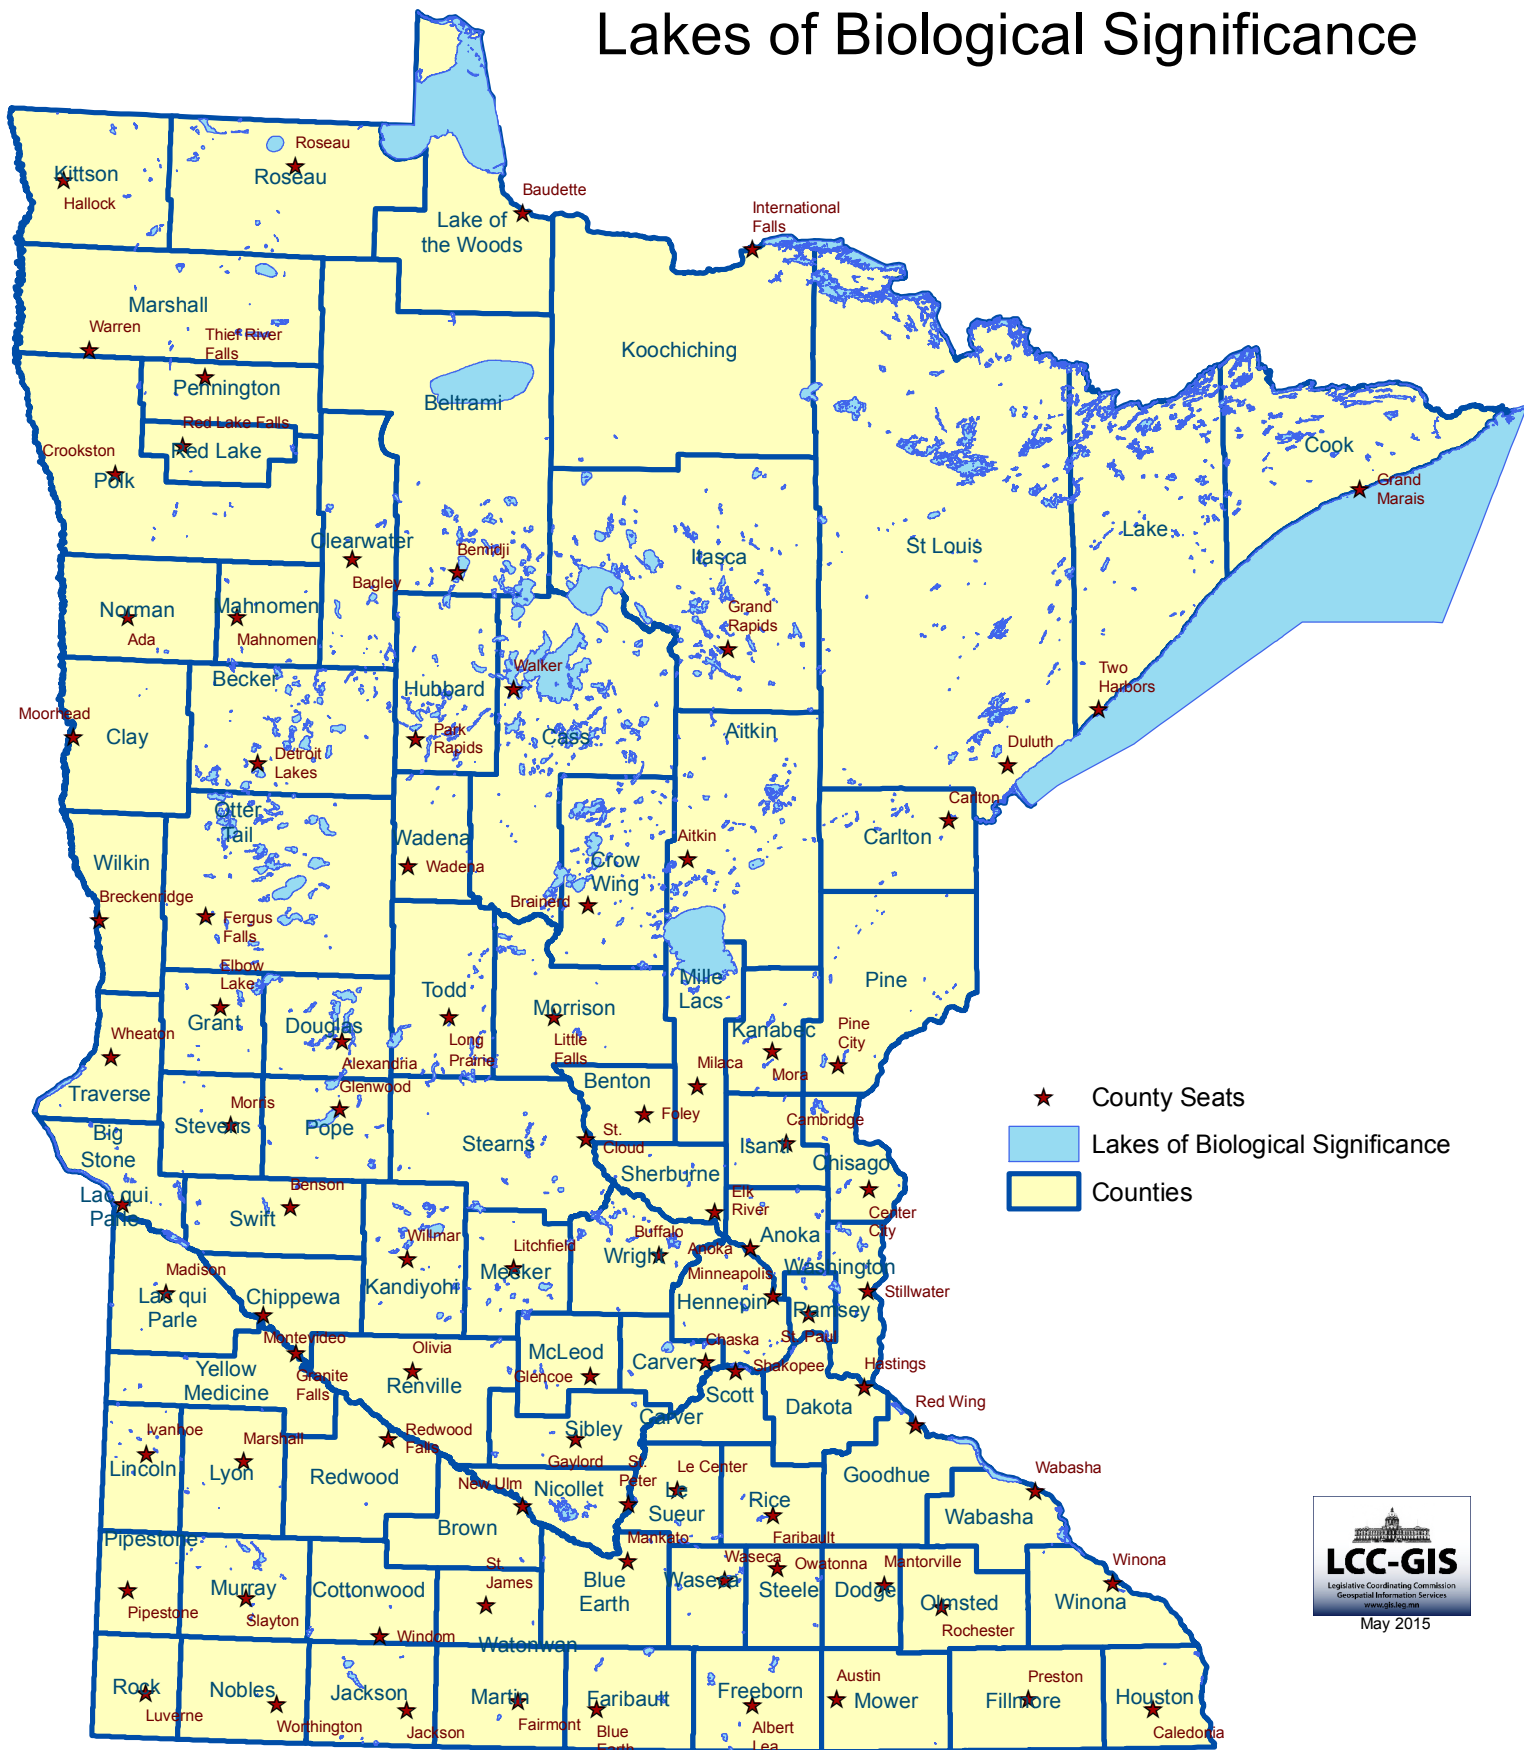 Lakes of Biological Significance
Roseau
Kittson
Roseau
Hallock
Baudette
International
Falls
Lake of
the Woods
Marshall
Warren
Thief River
Falls
Koochiching
Pennington
Beltrami
Red Lake Falls
Red Lake
Crookston
Polk
Cook
Grand
Marais
Lake
Clearwater
Bemidji
Itasca
St Louis
Bagley
Norman
Mahnomen
Ada
Mahnomen
Grand
Rapids
Becker
Hubbard
Walker
Two
Harbors
Moorhead
Clay
Park
Rapids
Cass
Aitkin
Detroit
Lakes
Duluth
Otter
Tail
Carlton
Wadena
Wadena
Carlton
Aitkin
Wilkin
Crow
Wing
Breckenridge
Brainerd
Fergus
Falls
Elbow
Lake
Mille
Lacs
Pine
Todd
Morrison
Grant
Douglas
Kanabec
Pine
City
Wheaton
Long
Prairie
Little
Falls
Alexandria
Milaca
Mora
Traverse
Glenwood
Benton
Morris
Foley
Stevens
Pope
Stearns
St.
Cloud
Cambridge
Isanti
Big
Stone
Sherburne
Chisago
County Seats
Lakes of Biological Significance
Counties
Lac qui
Parle
Benson
Swift
Elk
River
Center
City
Willmar
Litchfield
Buffalo
Anoka
Anoka
Wright
Meeker
Kandiyohi
Washington
Madison
Minneapolis
Lac qui
Parle
Chippewa
Hennepin
Ramsey
Stillwater
Montevideo
Olivia
McLeod
Chaska
St. Paul
Carver
Shakopee
Hastings
Yellow
Medicine
Granite
Falls
Renville
Glencoe
Scott
Dakota
Red Wing
Carver
Ivanhoe
Marshall
Redwood
Falls
Sibley
Gaylord
Lincoln
Lyon
Redwood
St.
Peter
Le Center
Goodhue
Wabasha
New Ulm
Nicollet
Le
Sueur
Rice
Wabasha
Pipestone
Brown
Mankato
Faribault
Waseca
Owatonna
Mantorville
Winona
St.
James
Murray
Cottonwood
Blue
Earth
Waseca
Steele
Dodge
Olmsted
Winona
Pipestone
Slayton
Rochester
Windom
Watonwan
Rock
Nobles
Jackson
Martin
Faribault
Freeborn
Austin
Mower
Preston
Fillmore
Houston
Luverne
Worthington
Jackson
Fairmont
Blue
Earth
Albert
Lea
Caledonia
LCC-GIS
Legislative Coordinating Commission
Geospatial Information Services
www.gis.leg.mn
May 2015